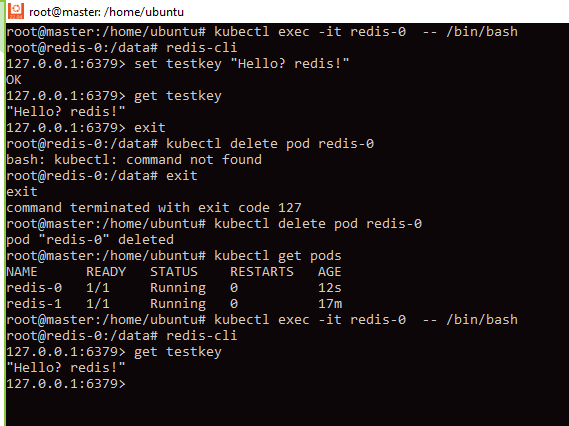 root@master: /home/ubuntu
root@master:/home/ubuntu# kubectl exec -it redis-0  -- /bin/bash
root@redis-0:/data# redis-cli
127.0.0.1:6379> set testkey "Hello? redis!"
OK
127.0.0.1:6379> get testkey
"Hello? redis!"
127.0.0.1:6379> exit
root@redis-0:/data# kubectl delete pod redis-0
bash: kubectl: command not found
root@redis-0:/data# exit
exit
command terminated with exit code 127
root@master:/home/ubuntu# kubectl delete pod redis-0
pod "redis-0" deleted
root@master:/home/ubuntu# kubectl get pods
NAME      READY   STATUS    RESTARTS   AGE
redis-0   1/1     Running   0          12s
redis-1   1/1     Running   0          17m
root@master:/home/ubuntu# kubectl exec -it redis-0  -- /bin/bash
root@redis-0:/data# redis-cli
127.0.0.1:6379> get testkey
"Hello? redis!"
127.0.0.1:6379>